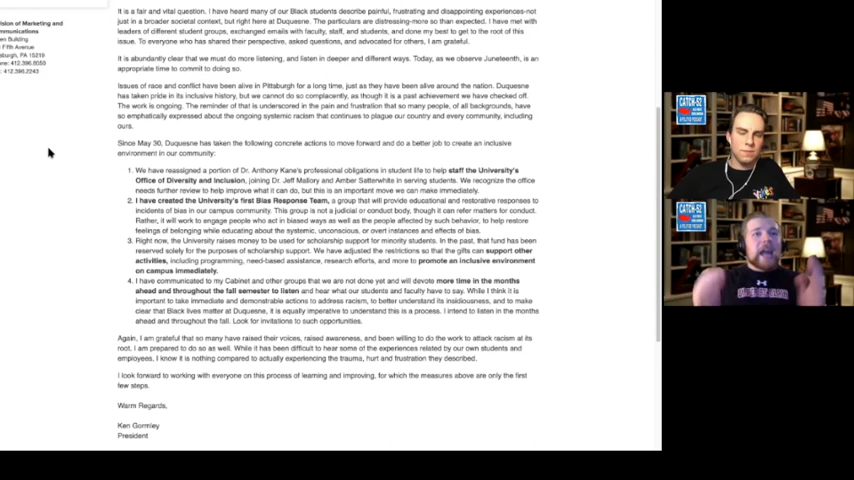 ision of Marketing and
mmunications
en Building
Fifth Avenue
sburgh, PA 15219
ne: 412.396.6050
: 412.396.2243
It is a fair and vital question. I have heard many of our Black students describe painful, frustrating and disappointing experiences-not
just in a broader societal context, but right here at Duquesne. The particulars are distressing-more so than expected. I have met with
leaders of different student groups, exchanged emails with faculty, staff, and students, and done my best to get to the root of this
issue. To everyone who has shared their perspective, asked questions, and advocated for others, I am grateful.
It is abundantly clear that we must do more listening, and listen in deeper and different ways. Today, as we observe Juneteenth, is an
appropriate time to commit to doing so.
Issues of race and conflict have been alive in Pittsburgh for a long time, just as they have been alive around the nation. Duquesne
has taken pride in its inclusive history, but we cannot do so complacently, as though it is a past achievement we have checked off.
The work is ongoing. The reminder of that is underscored in the pain and frustration that so many people, of all backgrounds, have
so emphatically expressed about the ongoing systemic racism that continues to plague our country and every community, including
ours.
Since May 30, Duquesne has taken the following concrete actions to move forward and do a better job to create an inclusive
environment in our community:
1. We have reassigned a portion of Dr. Anthony Kane's professional obligations in student life to help staff the University's
Office of Diversity and Inclusion, joining Dr. Jeff Mallory and Amber Satterwhite in serving students. We recognize the office
needs further review to help improve what it can do, but this is an important move we can make immediately.
2. I have created the University's first Bias Response Team, a group that will provide educational and restorative responses to
incidents of bias in our campus community. This group is not a judicial or conduct body, though it can refer matters for conduct.
Rather, it will work to engage people who act in biased ways as well as the people affected by such behavior, to help restore
feelings of belonging while educating about the systemic, unconscious, or overt instances and effects of bias.
3. Right now, the University raises money to be used for scholarship support for minority students. In the past, that fund has been
reserved solely for the purposes of scholarship support. We have adjusted the restrictions so that the gifts can support other
activities, including programming, need-based assistance, research efforts, and more to promote an inclusive environment
on campus immediately.
4. I have communicated to my Cabinet and other groups that we are not done yet and will devote more time in the months
ahead and throughout the fall semester to listen and hear what our students and faculty have to say. While I think it is
important to take immediate and demonstrable actions to address racism, to better understand its insidiousness, and to make
clear that Black lives matter at Duquesne, it is equally imperative to understand this is a process. I intend to listen in the months
ahead and throughout the fall. Look for invitations to such opportunities.
Again, I am grateful that so many have raised their voices, raised awareness, and been willing to do the work to attack racism at its
root. I am prepared to do so as well. While it has been difficult to hear some of the experiences related by our own students and
employees, I know it is nothing compared to actually experiencing the trauma, hurt and frustration they described.
I look forward to working with everyone on this process of learning and improving, for which the measures above are only the first
few steps.
Warm Regards,
Ken Gormley
President
CATCH-52
CATCH-52